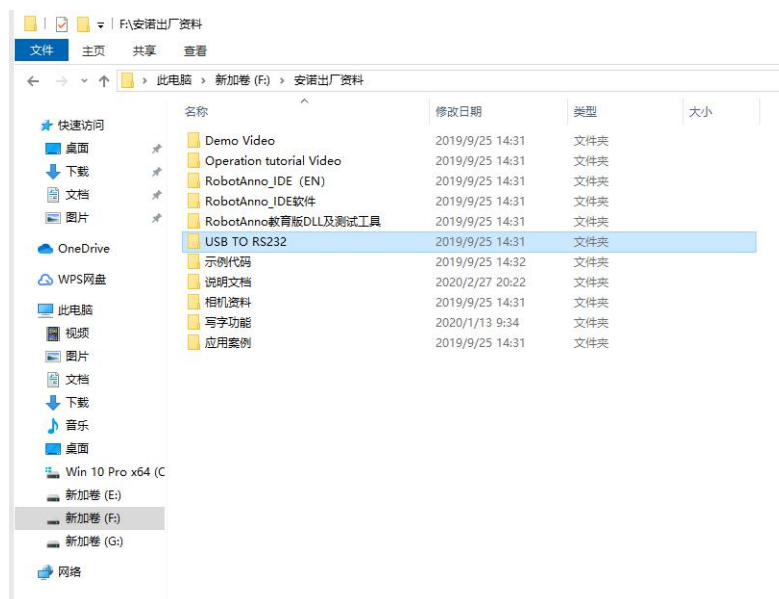 F:\安诺出厂资料
文件 主页 共享 查看
此电脑 › 新加卷 (F:) › 安诺出厂资料
名称 修改日期 类型 大小
快速访问
桌面
下载
文档
图片
OneDrive
WPS网盘
此电脑
视频
图片
文档
下载
音乐
桌面
Win 10 Pro x64 (C
新加卷 (E:)
新加卷 (F:)
新加卷 (G:)
网络
Demo Video 2019/9/25 14:31 文件夹
Operation tutorial Video 2019/9/25 14:31 文件夹
RobotAnno_IDE（EN） 2019/9/25 14:31 文件夹
RobotAnno_IDE软件 2019/9/25 14:31 文件夹
RobotAnno教育版DLL及测试工具 2019/9/25 14:31 文件夹
USB TO RS232 2019/9/25 14:31 文件夹
示例代码 2019/9/25 14:32 文件夹
说明文档 2020/2/27 20:22 文件夹
相机资料 2019/9/25 14:31 文件夹
写字功能 2020/1/13 9:34 文件夹
应用案例 2019/9/25 14:31 文件夹